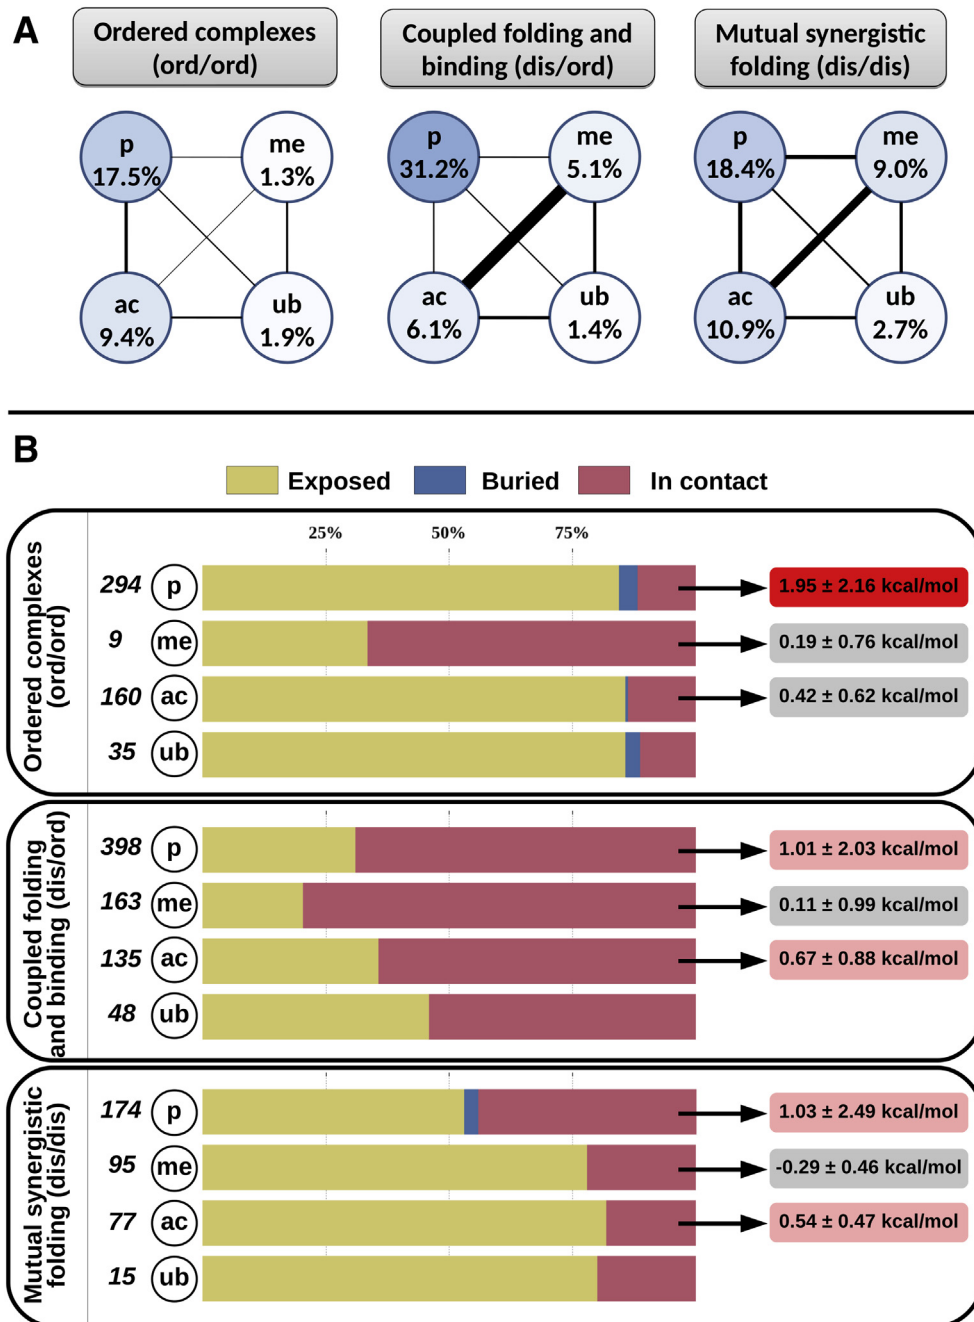 A
Ordered complexes
(ord/ord)
Coupled folding and
binding (dis/ord)
Mutual synergistic
folding (dis/dis)
p
17.5%
me
1.3%
ac
9.4%
ub
1.9%
p
31.2%
me
5.1%
ac
6.1%
ub
1.4%
p
18.4%
me
9.0%
ac
10.9%
ub
2.7%
B
Exposed Buried In contact
25% 50% 75%
Ordered complexes
(ord/ord)
294 p 1.95 ± 2.16 kcal/mol
9 me 0.19 ± 0.76 kcal/mol
160 ac 0.42 ± 0.62 kcal/mol
35 ub
Coupled folding
and binding (dis/ord)
398 p 1.01 ± 2.03 kcal/mol
163 me 0.11 ± 0.99 kcal/mol
135 ac 0.67 ± 0.88 kcal/mol
48 ub
Mutual synergistic
folding (dis/dis)
174 p 1.03 ± 2.49 kcal/mol
95 me -0.29 ± 0.46 kcal/mol
77 ac 0.54 ± 0.47 kcal/mol
15 ub